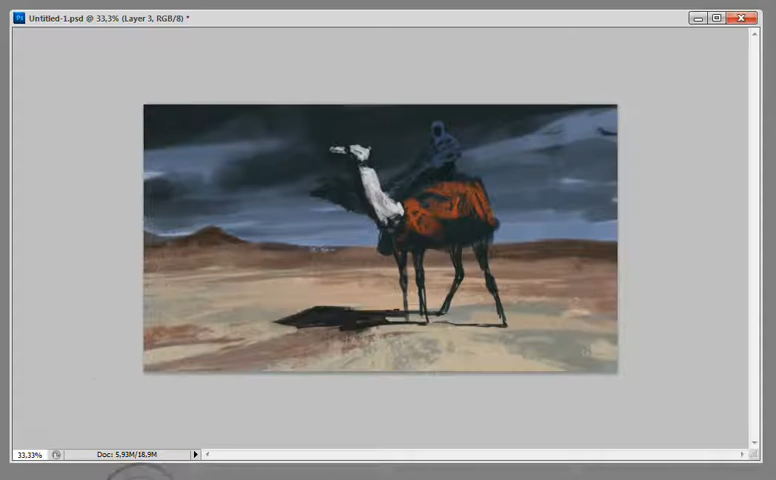 Ps
Untitled-1.psd @ 33,3% (Layer 3, RGB/8) *
33,33%
Doc: 5,93M/18,9M